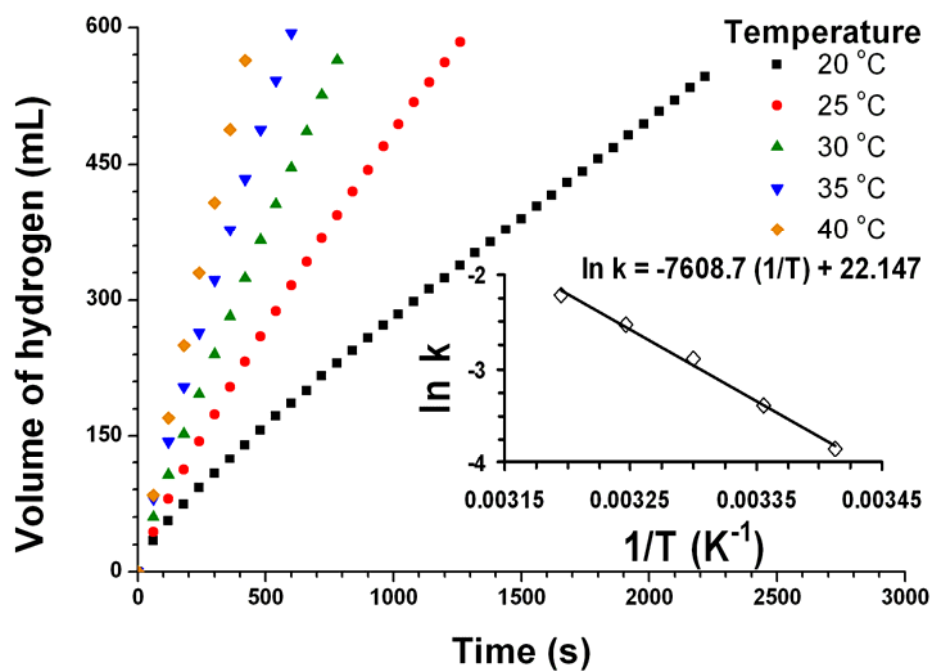 Volume of hydrogen (mL)
600
450
300
150
0
0 500 1000 1500 2000 2500 3000
Time (s)
Temperature
20 °C
25 °C
30 °C
35 °C
40 °C
ln k = -7608.7 (1/T) + 22.147
ln k
-2
-3
-4
0.00315 0.00325 0.00335 0.00345
1/T (K⁻¹)